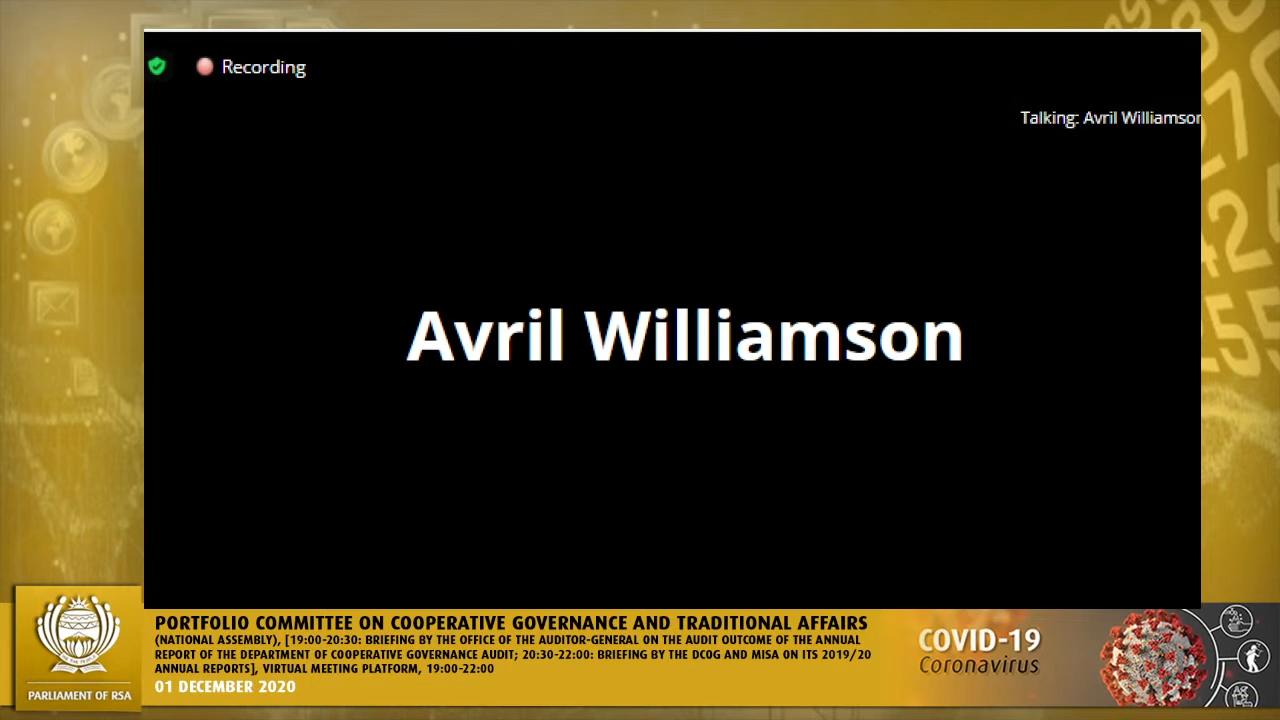 Recording
Talking: Avril Williamson
Avril Williamson
PORTFOLIO COMMITTEE ON COOPERATIVE GOVERNANCE AND TRADITIONAL AFFAIRS
(NATIONAL ASSEMBLY), [19:00-20:30: BRIEFING BY THE OFFICE OF THE AUDITOR-GENERAL ON THE AUDIT OUTCOME OF THE ANNUAL
REPORT OF THE DEPARTMENT OF COOPERATIVE GOVERNANCE AUDIT; 20:30-22:00: BRIEFING BY THE DCOG AND MISA ON ITS 2019/20
ANNUAL REPORTS], VIRTUAL MEETING PLATFORM, 19:00-22:00
01 DECEMBER 2020
PARLIAMENT OF RSA
COVID-19
Coronavirus